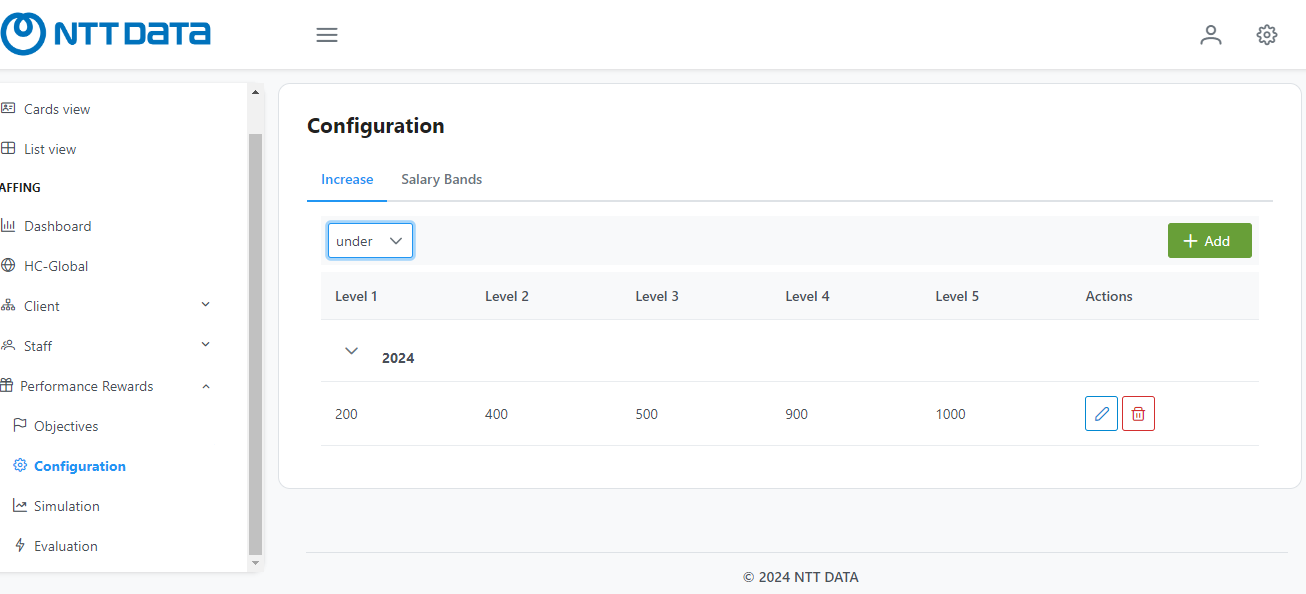 NTT DATA
Cards view
List view
AFFING
Dashboard
HC-Global
Client
Staff
Performance Rewards
Objectives
Configuration
Simulation
Evaluation
Configuration
Increase Salary Bands
under Add
Level 1 Level 2 Level 3 Level 4 Level 5 Actions
2024
200 400 500 900 1000
© 2024 NTT DATA